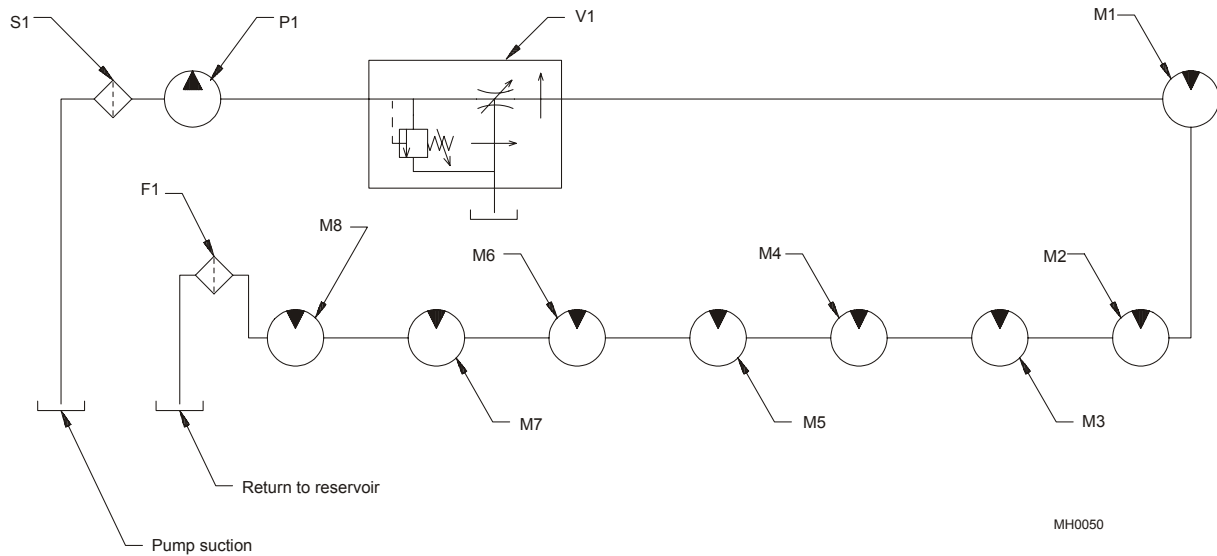 S1
P1
V1
M1
F1
M8
M6
M4
M2
M7
M5
M3
Return to reservoir
MH0050
Pump suction